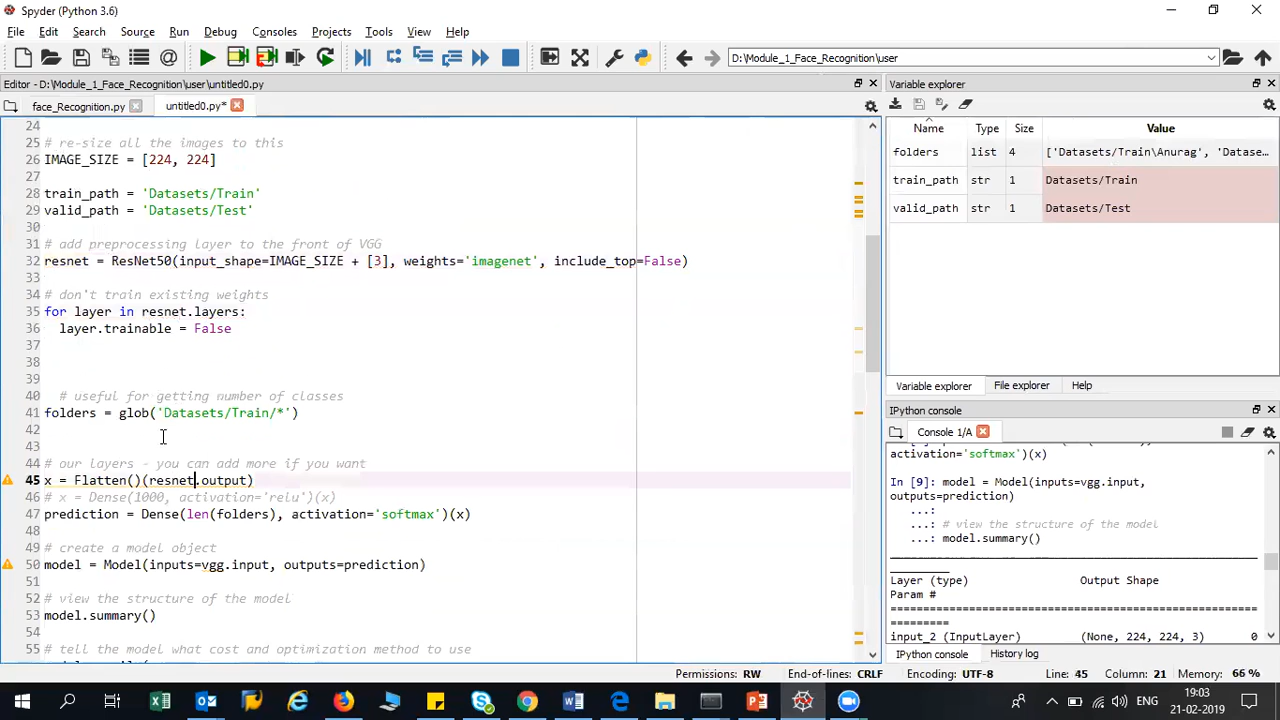 Spyder (Python 3.6)
File Edit Search Source Run Debug Consoles Projects Tools View Help
D:\Module_1_Face_Recognition\user
Editor - D:\Module_1_Face_Recognition\user\untitled0.py
face_Recognition.py untitled0.py*
24
25 # re-size all the images to this
26 IMAGE_SIZE = [224, 224]
27
28 train_path = 'Datasets/Train'
29 valid_path = 'Datasets/Test'
30
31 # add preprocessing layer to the front of VGG
32 resnet = ResNet50(input_shape=IMAGE_SIZE + [3], weights='imagenet', include_top=False)
33
34 # don't train existing weights
35 for layer in resnet.layers:
36 layer.trainable = False
37
38
39
40 # useful for getting number of classes
41 folders = glob('Datasets/Train/*')
42
43
44 # our layers - you can add more if you want
45 x = Flatten()(resnet.output)
46 # x = Dense(1000, activation='relu')(x)
47 prediction = Dense(len(folders), activation='softmax')(x)
48
49 # create a model object
50 model = Model(inputs=vgg.input, outputs=prediction)
51
52 # view the structure of the model
53 model.summary()
54
55 # tell the model what cost and optimization method to use
Variable explorer
Name Type Size Value
folders list 4 ['Datasets/Train\Anurag', 'Datase...
train_path str 1 Datasets/Train
valid_path str 1 Datasets/Test
Variable explorer File explorer Help
IPython console
Console 1/A
activation='softmax')(x)
In [9]: model = Model(inputs=vgg.input,
outputs=prediction)
...:
...: # view the structure of the model
...: model.summary()
Layer (type) Output Shape
Param #
input_2 (InputLayer) (None, 224, 224, 3) 0
IPython console History log
Permissions: RW End-of-lines: CRLF Encoding: UTF-8 Line: 45 Column: 21 Memory: 66 %
ENG 19:03
21-02-2019